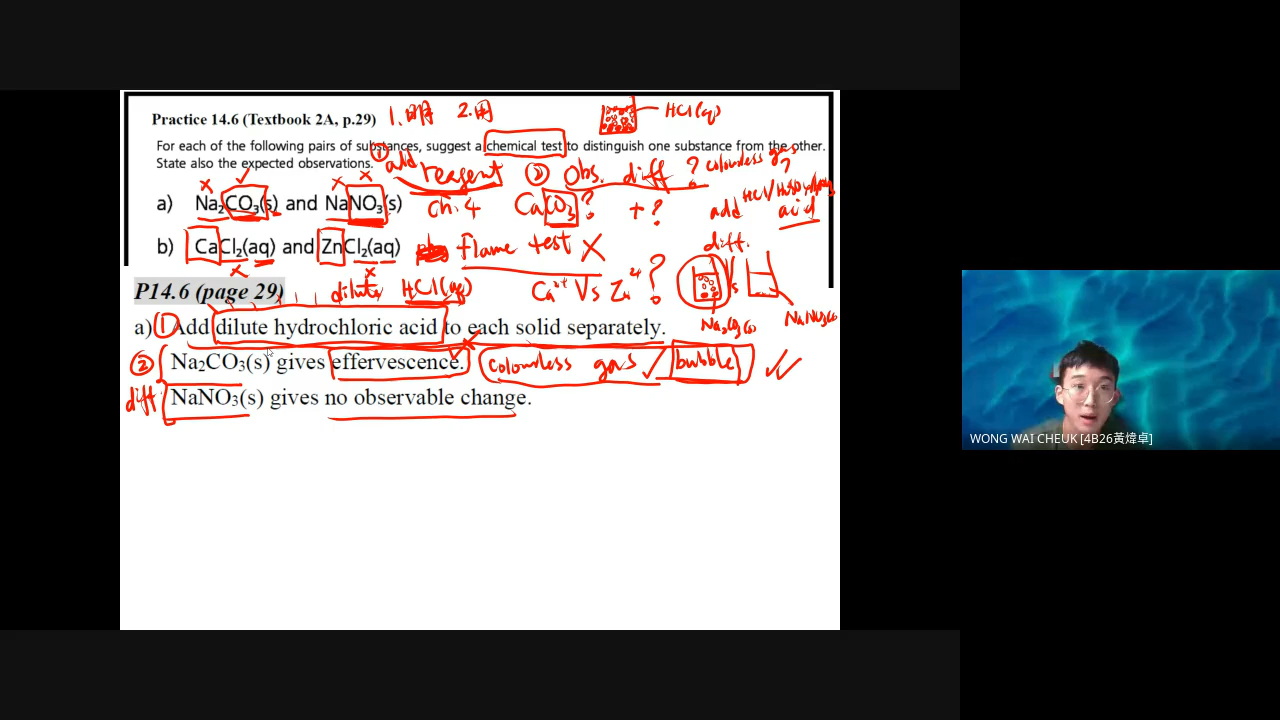 Practice 14.6 (Textbook 2A, p.29) 1. 明 2. 用 HCl(aq)
For each of the following pairs of substances, suggest a chemical test to distinguish one substance from the other.
State also the expected observations. ① add reagent ② Obs. diff ? colourless gas?
a) Na₂CO₃(s) and NaNO₃(s) Ch. 4 CaCO₃? + ? add HCl/ acid
b) CaCl₂(aq) and ZnCl₂(aq) flame test X diff.
P14.6 (page 29) dilute HCl(aq) Ca²⁺ Vs Zn ? Vs
Na₂CO₃(s) NaNO₃(s)
a) ① Add dilute hydrochloric acid to each solid separately.
② Na₂CO₃(s) gives effervescence. colourless gas ✓ bubble ✓✓
diff NaNO₃(s) gives no observable change.
WONG WAI CHEUK [4B26黃煒卓]